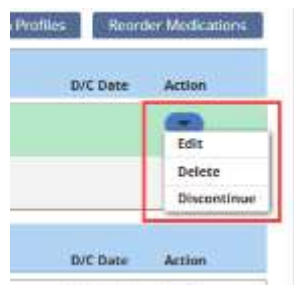 Profiles Reorder Medications
D/C Date Action
Edit
Delete
Discontinue
D/C Date Action